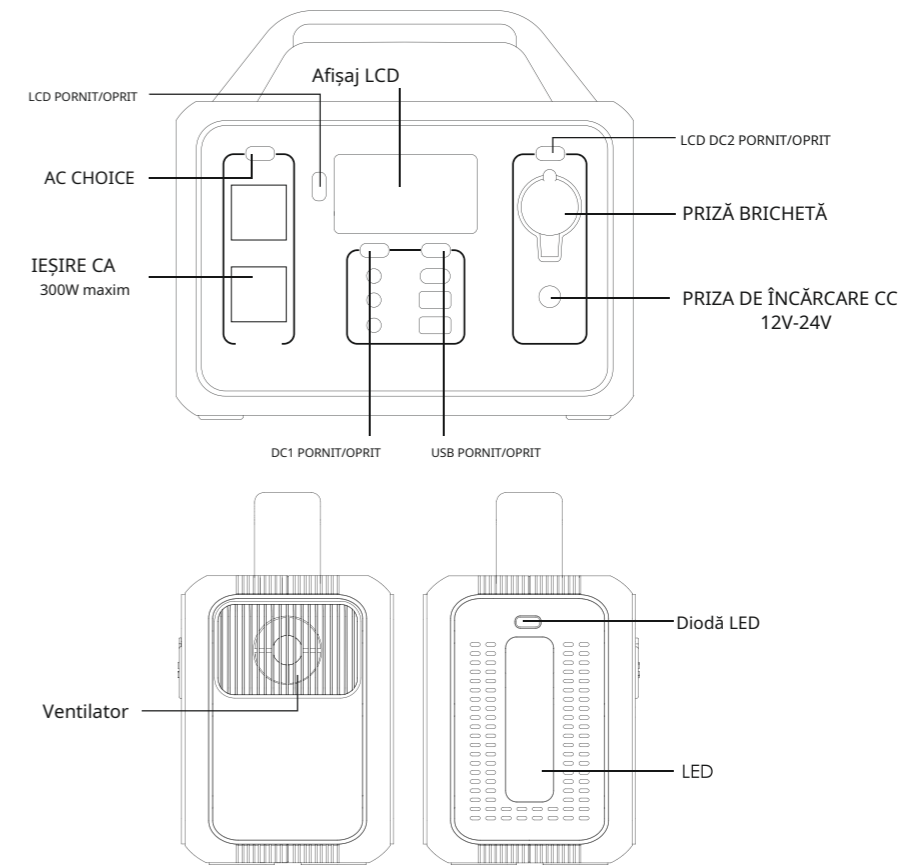 Afișaj LCD
LCD PORNIT/OPRIT
LCD DC2 PORNIT/OPRIT
AC CHOICE
PRIZĂ BRICHETĂ
IEȘIRE CA
300W maxim
PRIZA DE ÎNCĂRCARE CC
12V-24V
DC1 PORNIT/OPRIT
USB PORNIT/OPRIT
Diodă LED
Ventilator
LED